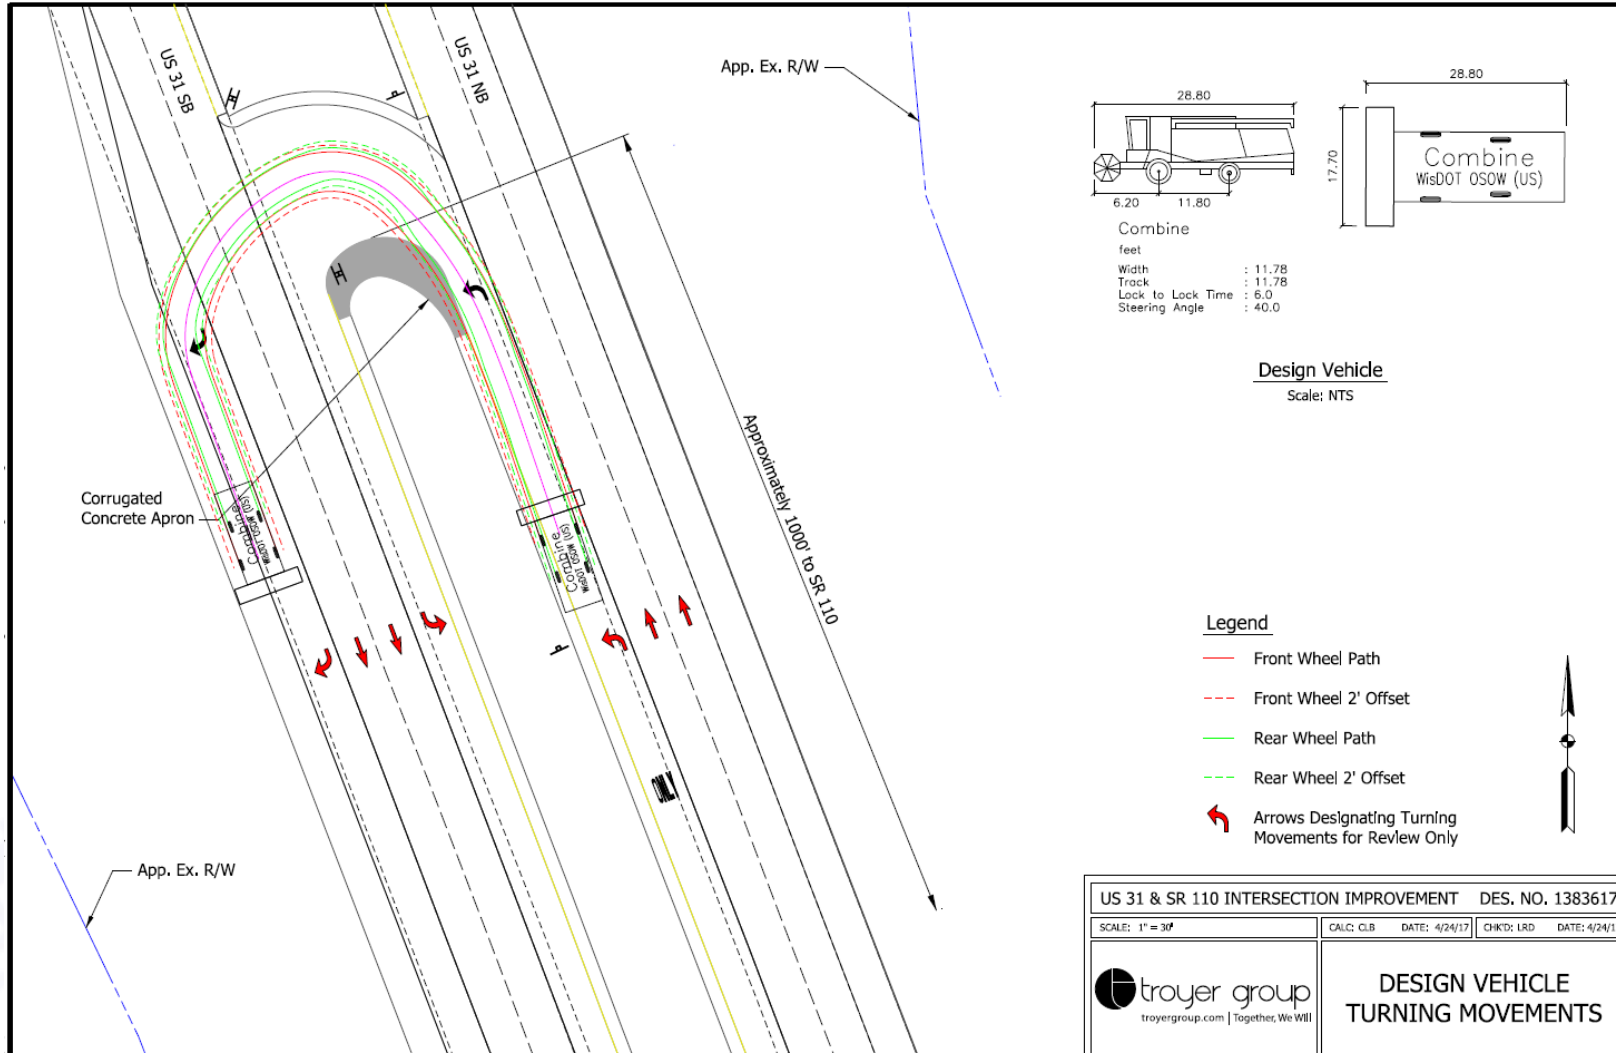 US 31 SB
US 31 NB
App. Ex. R/W
28.80
6.20
11.80
28.80
17.70
Combine
WisDOT OSOW (US)
Combine
feet
Width : 11.78
Track : 11.78
Lock to Lock Time : 6.0
Steering Angle : 40.0
Design Vehicle
Scale: NTS
Corrugated
Concrete Apron
Combine
WisDOT OSOW (US)
Combine
WisDOT OSOW (US)
Approximately 1000' to SR 110
ONLY
App. Ex. R/W
Legend
Front Wheel Path
Front Wheel 2' Offset
Rear Wheel Path
Rear Wheel 2' Offset
Arrows Designating Turning
Movements for Review Only
US 31 & SR 110 INTERSECTION IMPROVEMENT DES. NO. 1383617
SCALE: 1" = 30'
CALC: CLB DATE: 4/24/17 CHK'D: LRD DATE: 4/24/1
troyer group
troyergroup.com | Together, We Will
DESIGN VEHICLE
TURNING MOVEMENTS